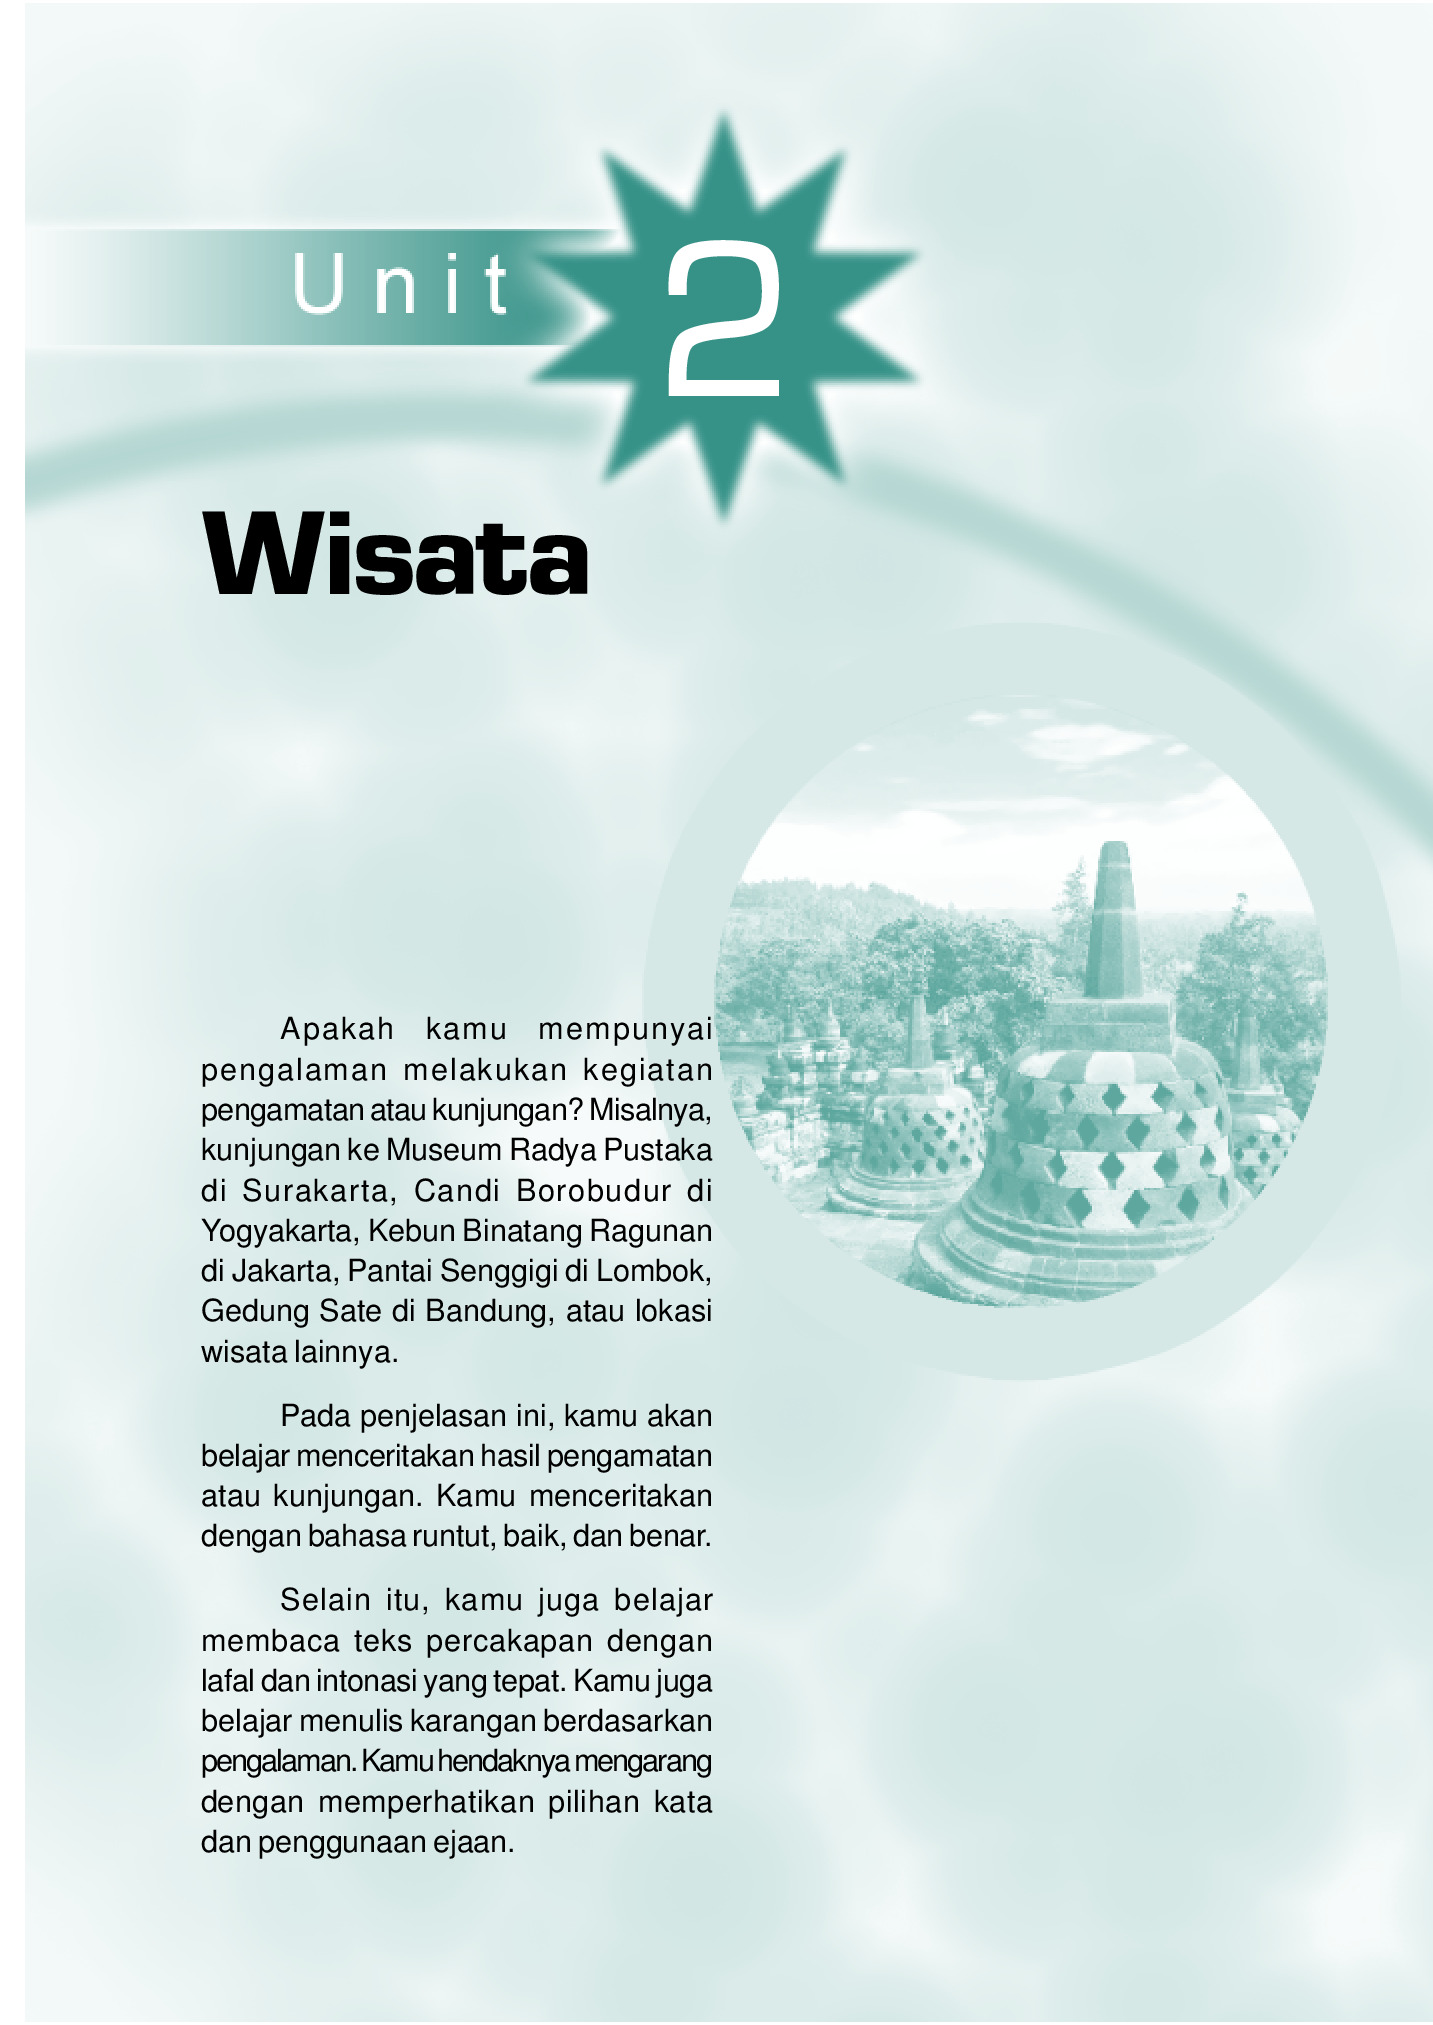 Unit 2
Wisata
Apakah kamu mempunyai
pengalaman melakukan kegiatan
pengamatan atau kunjungan? Misalnya,
kunjungan ke Museum Radya Pustaka
di Surakarta, Candi Borobudur di
Yogyakarta, Kebun Binatang Ragunan
di Jakarta, Pantai Senggigi di Lombok,
Gedung Sate di Bandung, atau lokasi
wisata lainnya.
Pada penjelasan ini, kamu akan
belajar menceritakan hasil pengamatan
atau kunjungan. Kamu menceritakan
dengan bahasa runtut, baik, dan benar.
Selain itu, kamu juga belajar
membaca teks percakapan dengan
lafal dan intonasi yang tepat. Kamu juga
belajar menulis karangan berdasarkan
pengalaman. Kamu hendaknya mengarang
dengan memperhatikan pilihan kata
dan penggunaan ejaan.